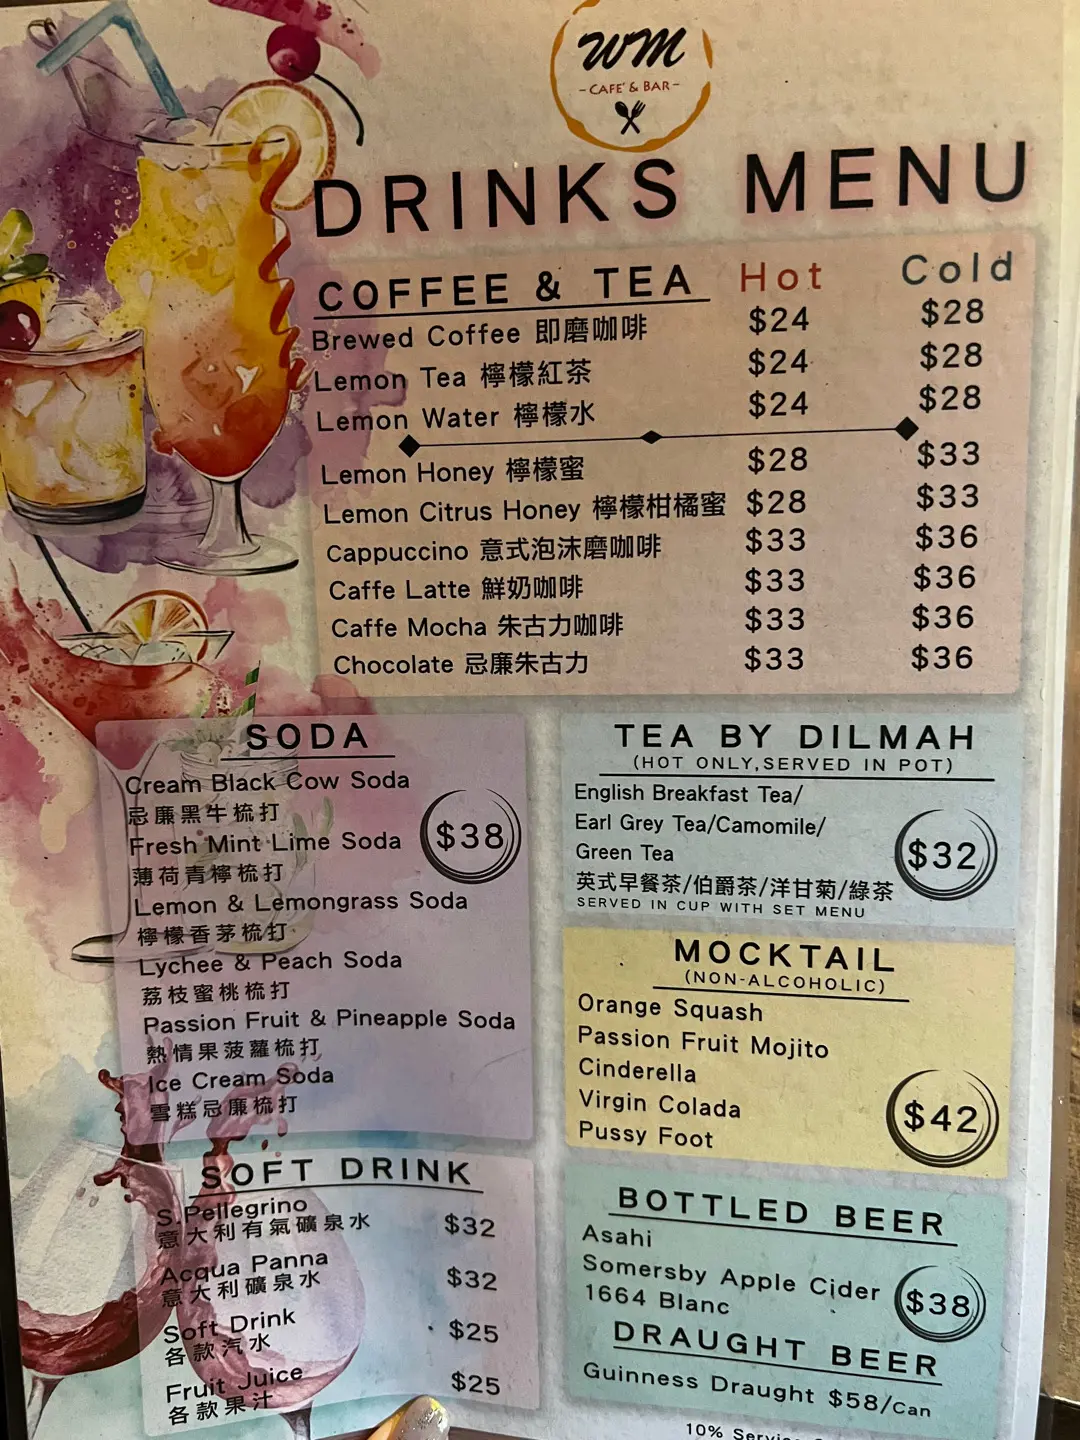 WM
- CAFE' & BAR -
DRINKS MENU
COFFEE & TEA Hot Cold
Brewed Coffee 即磨咖啡 $24 $28
Lemon Tea 檸檬紅茶 $24 $28
Lemon Water 檸檬水 $24 $28
Lemon Honey 檸檬蜜 $28 $33
Lemon Citrus Honey 檸檬柑橘蜜 $28 $33
Cappuccino 意式泡沫磨咖啡 $33 $36
Caffe Latte 鮮奶咖啡 $33 $36
Caffe Mocha 朱古力咖啡 $33 $36
Chocolate 忌廉朱古力 $33 $36
SODA
Cream Black Cow Soda
忌廉黑牛梳打
Fresh Mint Lime Soda
薄荷青檸梳打
$38
Lemon & Lemongrass Soda
檸檬香茅梳打
Lychee & Peach Soda
荔枝蜜桃梳打
Passion Fruit & Pineapple Soda
熱情果菠蘿梳打
Ice Cream Soda
雪糕忌廉梳打
SOFT DRINK
S.Pellegrino
意大利有氣礦泉水 $32
Acqua Panna
意大利礦泉水 $32
Soft Drink
各款汽水 $25
Fruit Juice
各款果汁 $25
TEA BY DILMAH
(HOT ONLY,SERVED IN POT)
English Breakfast Tea/
Earl Grey Tea/Camomile/
Green Tea
$32
英式早餐茶/伯爵茶/洋甘菊/綠茶
SERVED IN CUP WITH SET MENU
MOCKTAIL
(NON-ALCOHOLIC)
Orange Squash
Passion Fruit Mojito
Cinderella
Virgin Colada
Pussy Foot
$42
BOTTLED BEER
Asahi
Somersby Apple Cider
1664 Blanc
$38
DRAUGHT BEER
Guinness Draught $58/Can
10%